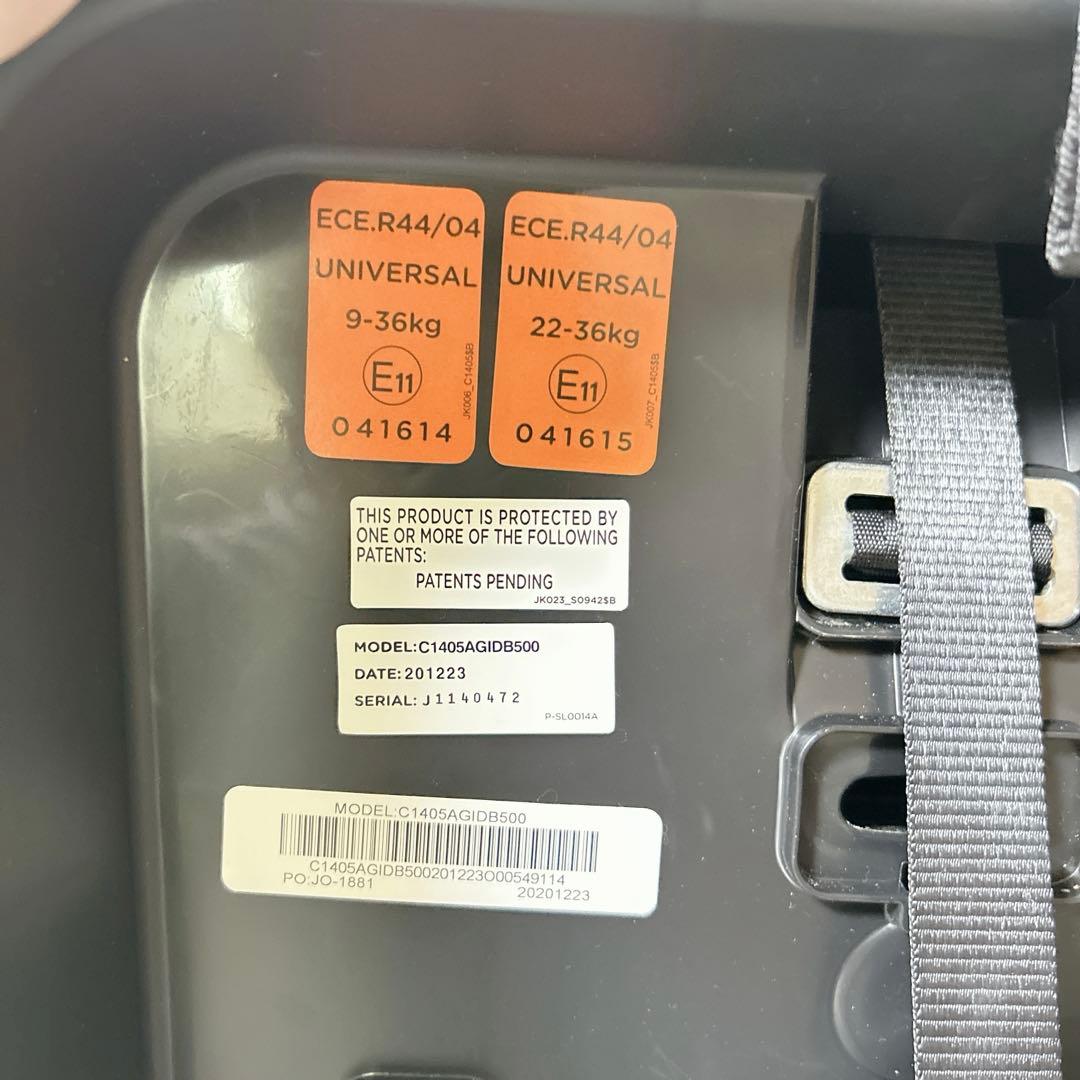 ECE.R44/04
UNIVERSAL
9-36kg
E11
041614
JK006_C1405$B
ECE.R44/04
UNIVERSAL
22-36kg
E11
041615
JK007_C1405$B
THIS PRODUCT IS PROTECTED BY
ONE OR MORE OF THE FOLLOWING
PATENTS:
PATENTS PENDING
JK023_S0942$B
MODEL:C1405AGIDB500
DATE:201223
SERIAL: J1140472
P-SL0014A
MODEL:C1405AGIDB500
C1405AGIDB500201223O00549114
PO:JO-1881 20201223